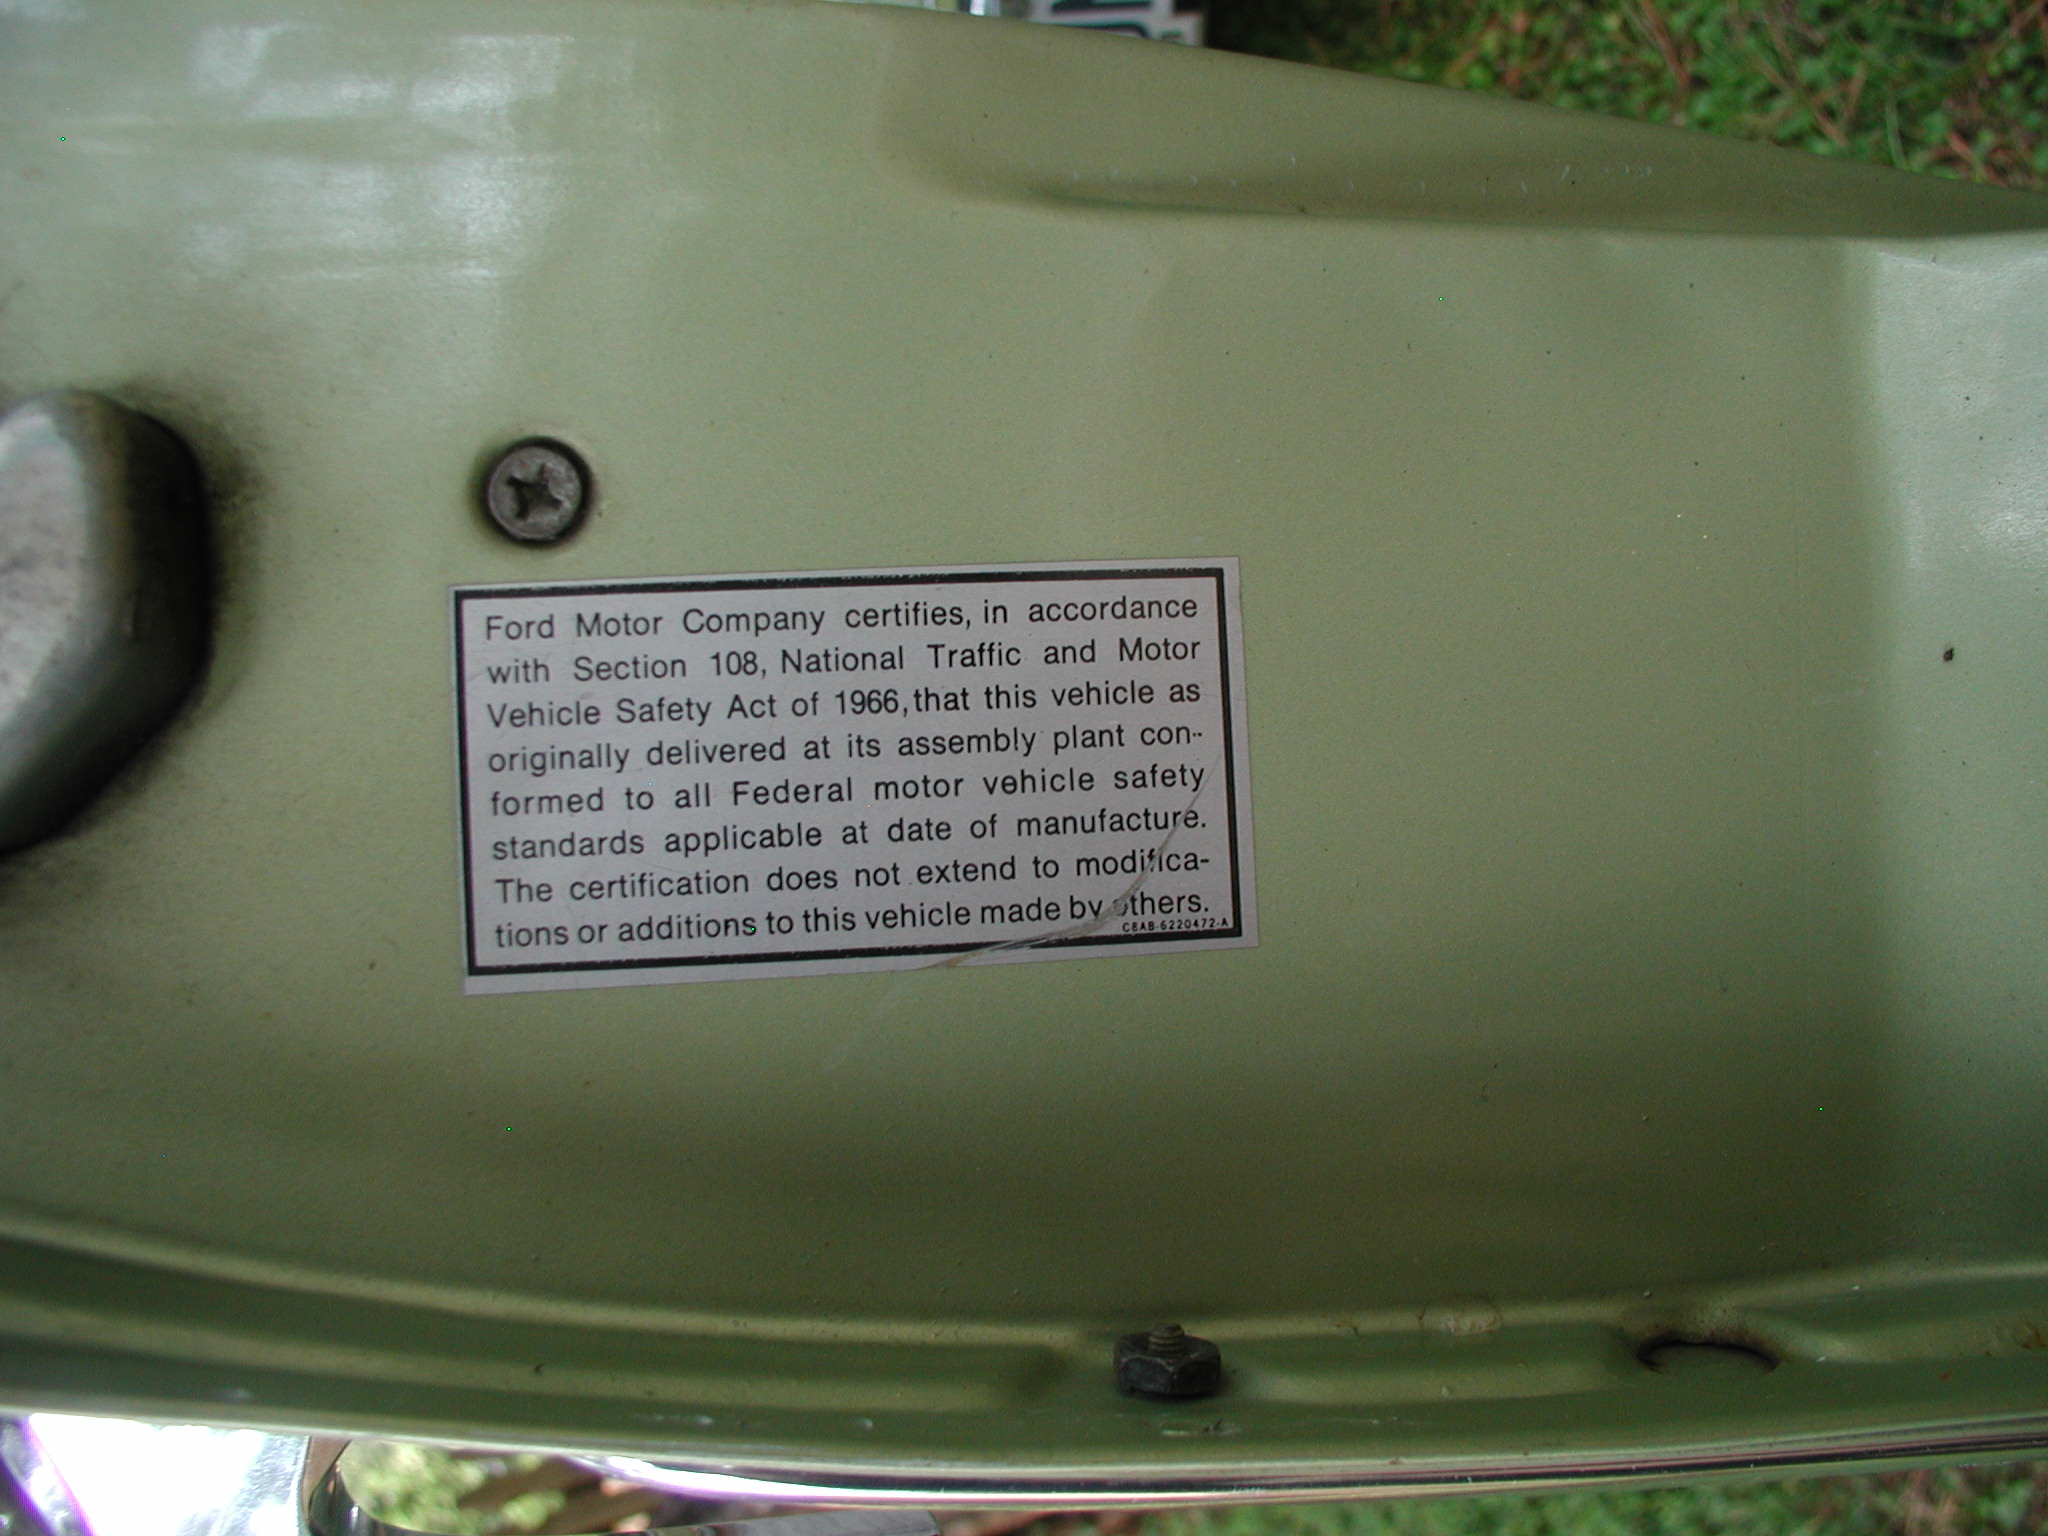 Ford Motor Company certifies, in accordance
with Section 108, National Traffic and Motor
Vehicle Safety Act of 1966, that this vehicle as
originally delivered at its assembly plant con-
formed to all Federal motor vehicle safety
standards applicable at date of manufacture.
The certification does not extend to modifica-
tions or additions to this vehicle made by others.
C8AB-6220472-A